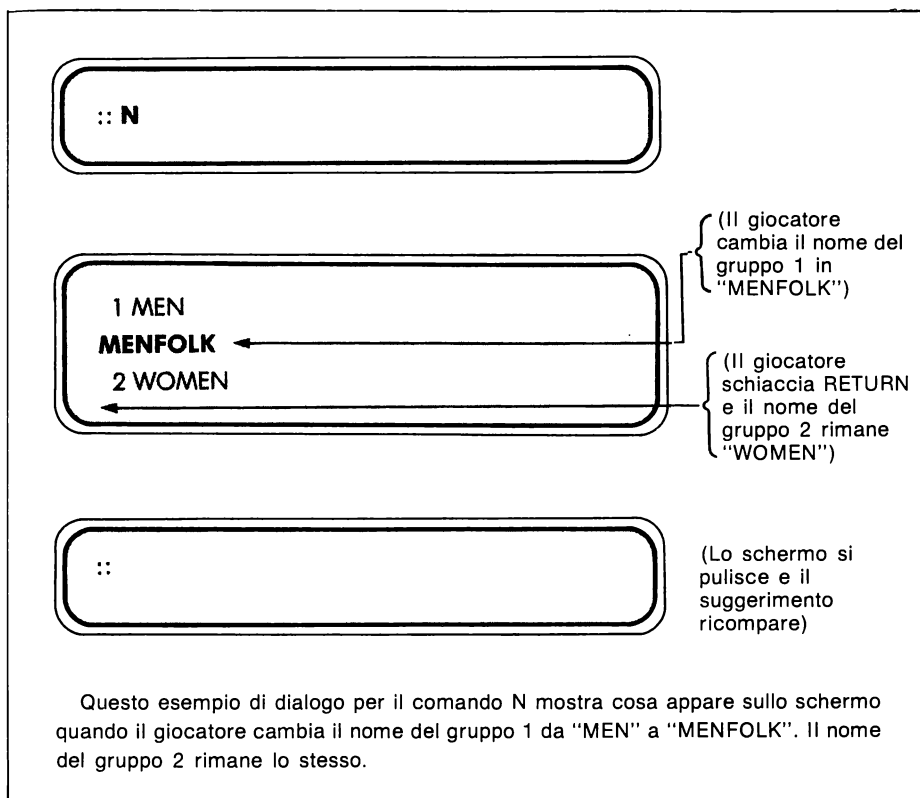 :: N
(Il giocatore
cambia il nome del
gruppo 1 in
“MENFOLK”)
1 MEN
MENFOLK
2 WOMEN
(Il giocatore
schiaccia RETURN
e il nome del
gruppo 2 rimane
“WOMEN”)
::
(Lo schermo si
pulisce e il
suggerimento
ricompare)
Questo esempio di dialogo per il comando N mostra cosa appare sullo schermo
quando il giocatore cambia il nome del gruppo 1 da “MEN” a “MENFOLK”. Il nome
del gruppo 2 rimane lo stesso.